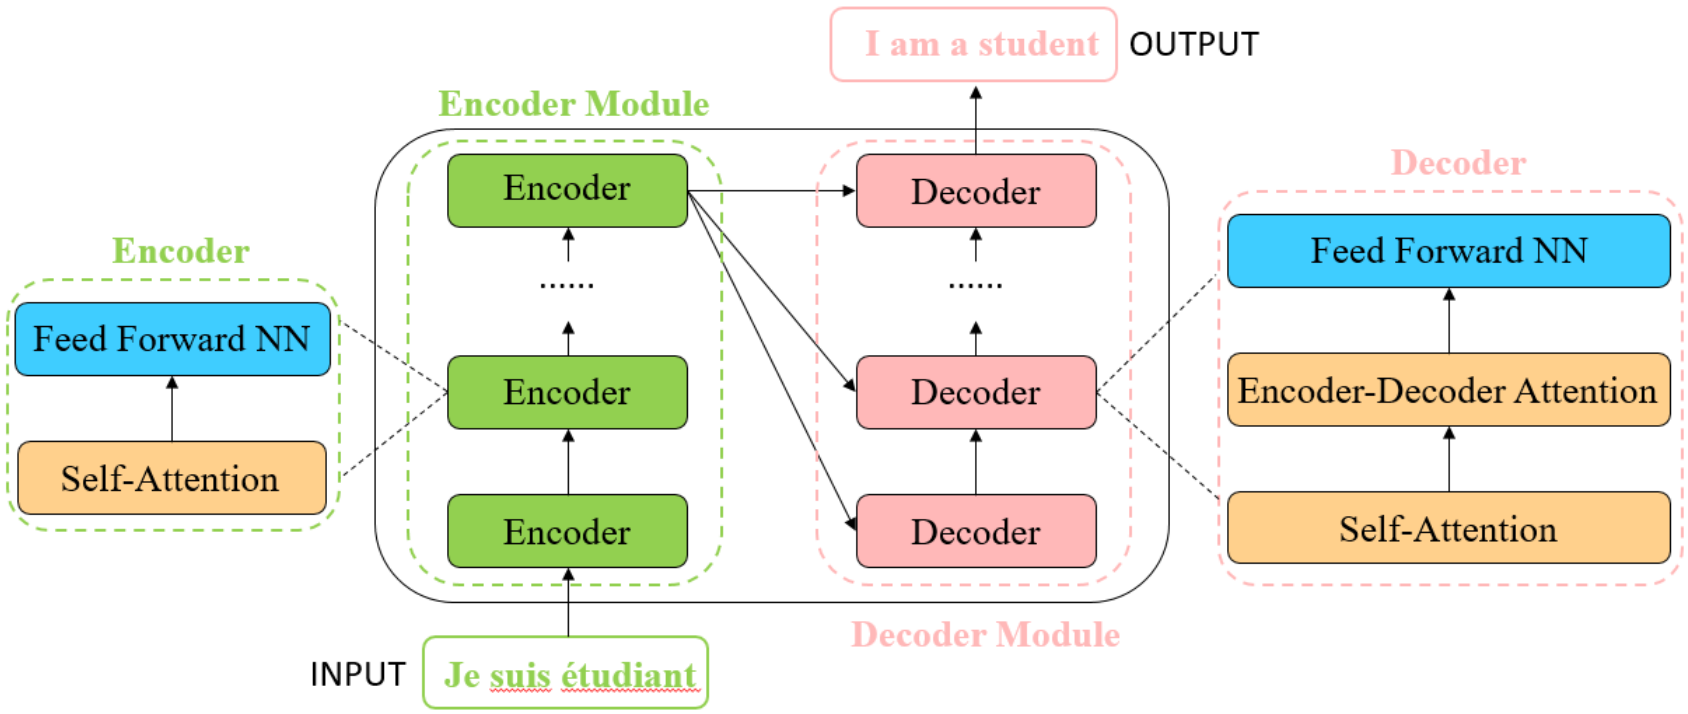 I am a student
OUTPUT
Encoder Module
Encoder
Decoder
Decoder
Encoder
Feed Forward NN
......
......
Feed Forward NN
Encoder
Decoder
Encoder-Decoder Attention
Self-Attention
Encoder
Decoder
Self-Attention
Decoder Module
INPUT
Je suis étudiant